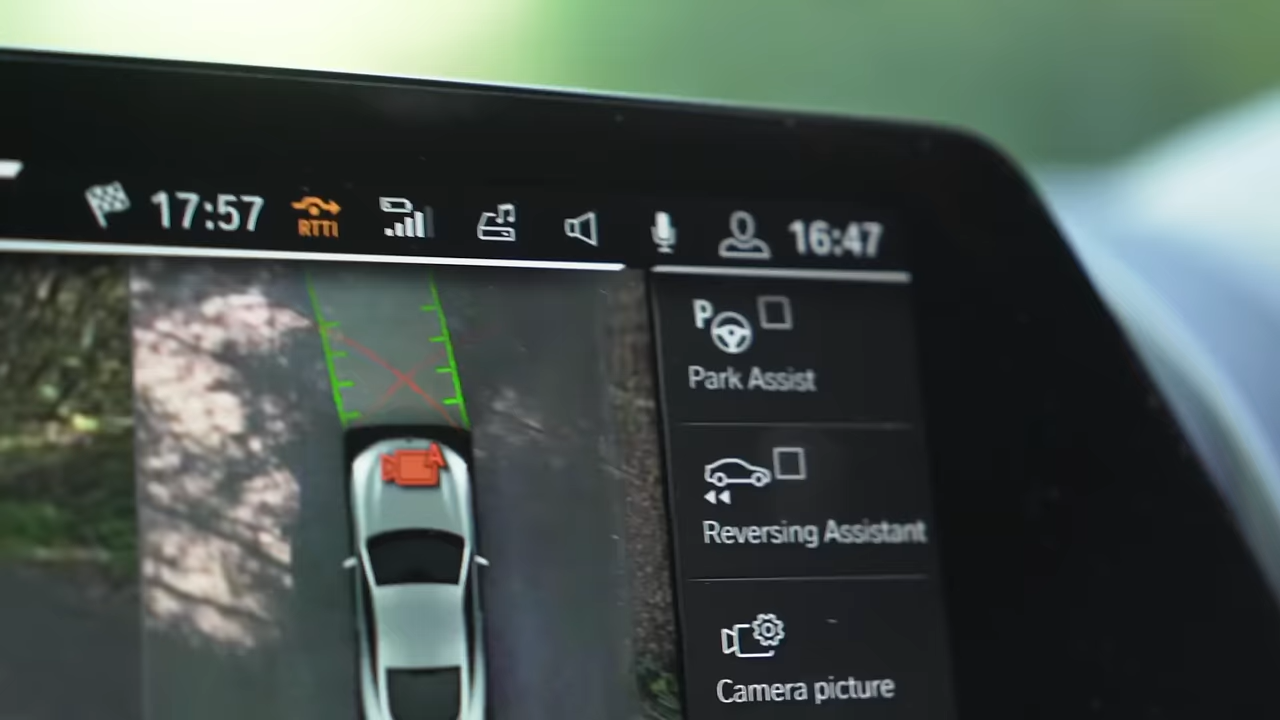 17:57 RTTI 16:47
P
Park Assist
Reversing Assistant
Camera picture